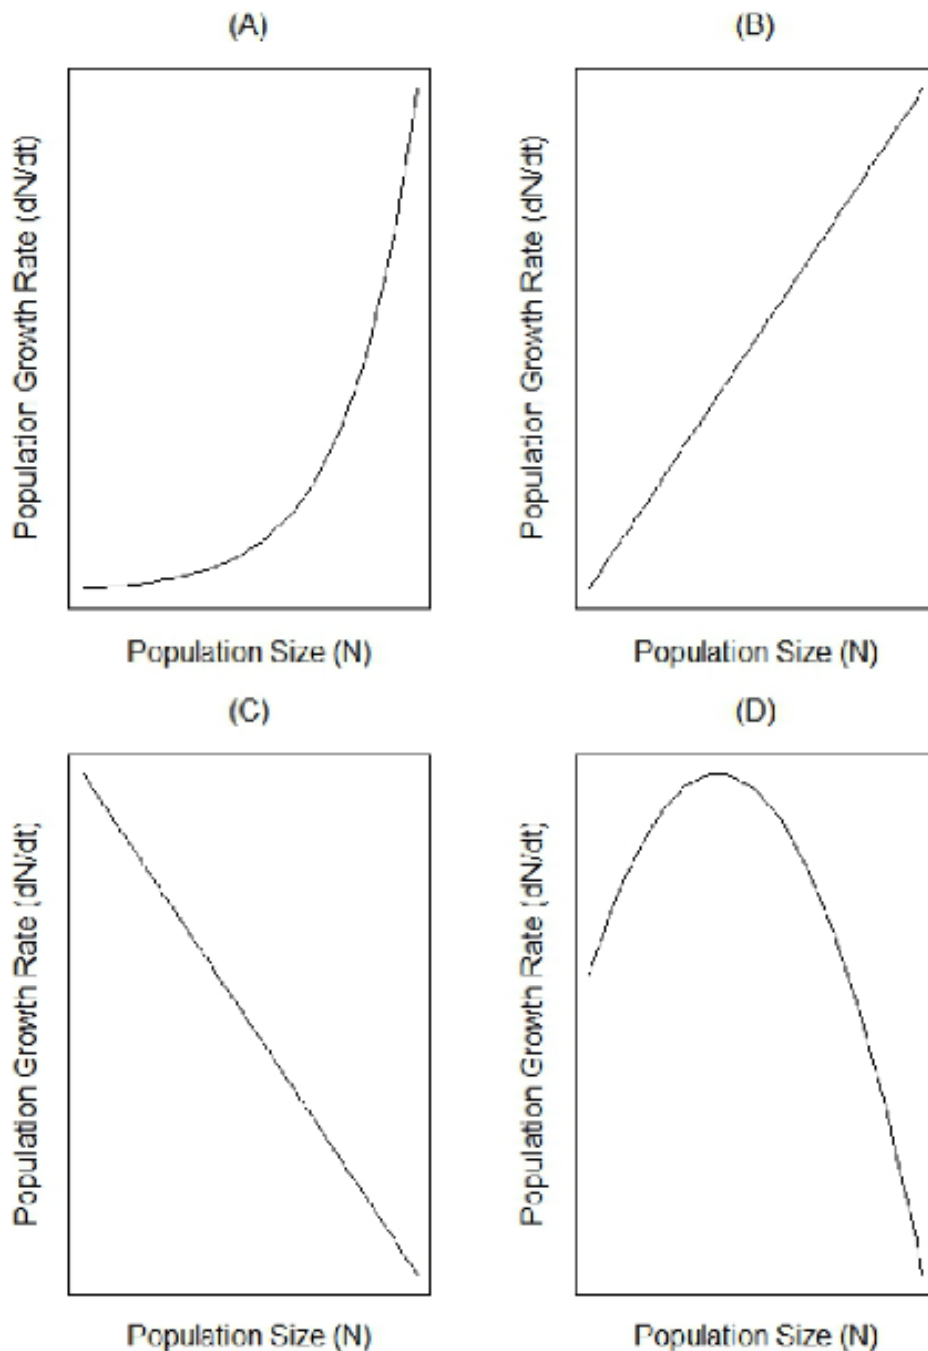 (A)
(B)
Population Growth Rate (dN/dt)
Population Growth Rate (dN/dt)
Population Size (N)
Population Size (N)
(C)
(D)
Population Growth Rate (dN/dt)
Population Growth Rate (dN/dt)
Population Size (N)
Population Size (N)